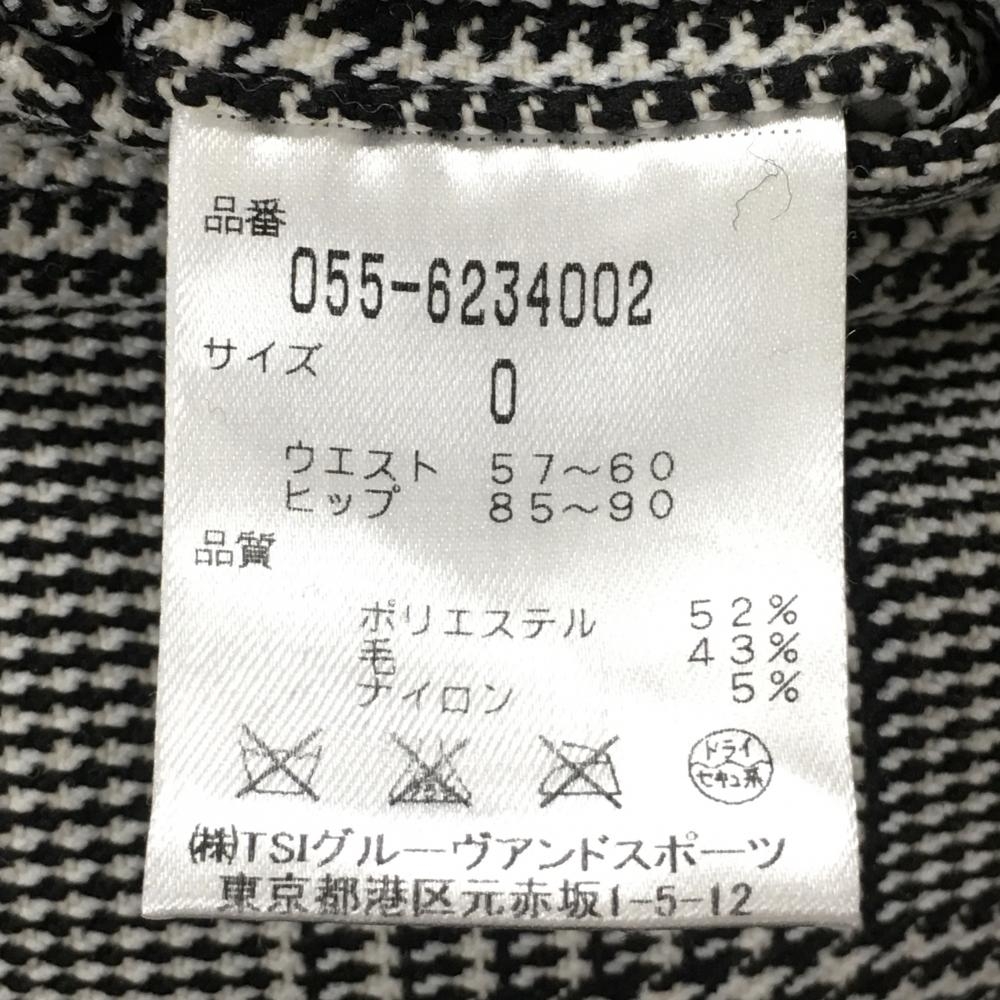 品番
055-6234002
サイズ
0
ウエスト 57～60
ヒップ 85～90
品質
ポリエステル 52%
毛 43%
ナイロン 5%
ドライ
セキユ系
㈱TSIグルーヴアンドスポーツ
東京都港区元赤坂1-5-12